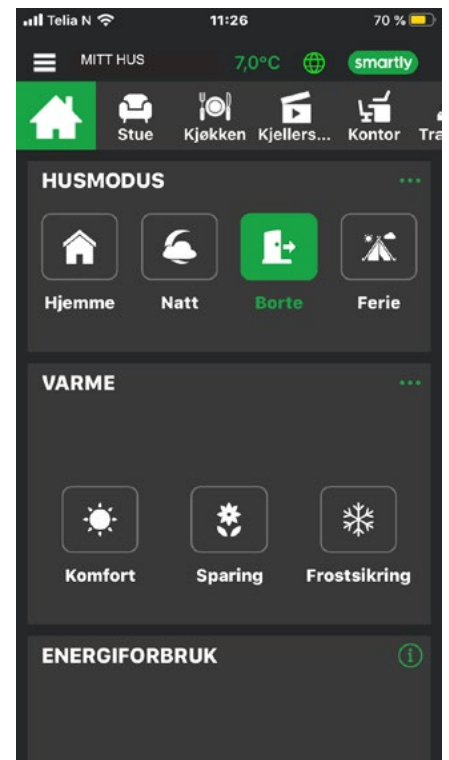 Telia N 11:26 70 %
MITT HUS 7,0°C smartly
Stue Kjøkken Kjellers... Kontor Tra
HUSMODUS
Hjemme Natt Borte Ferie
VARME
Komfort Sparing Frostsikring
ENERGIFORBRUK